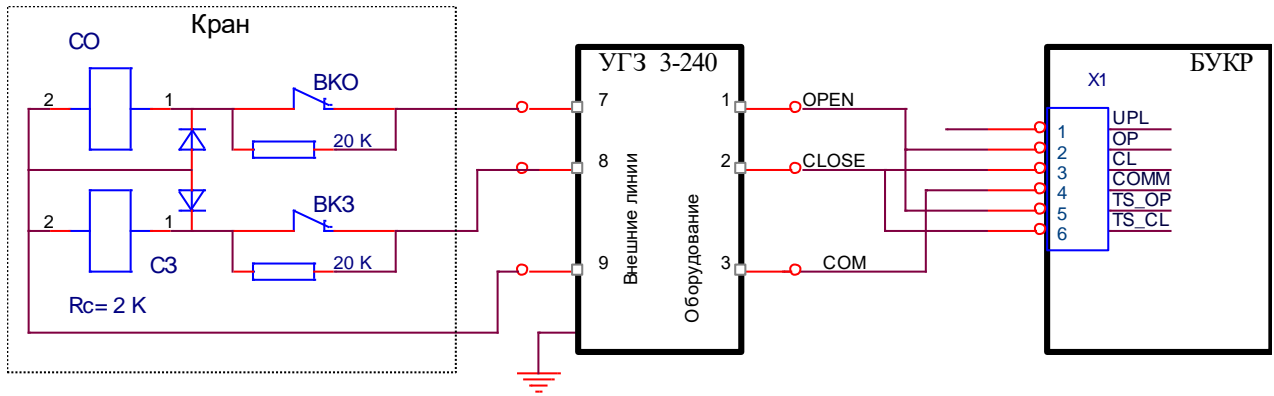 Кран
СО
2
1
ВКО
20 K
2
1
ВКЗ
20 K
СЗ
Rc= 2 K
УГЗ 3-240
7
8
9
Внешние линии
Оборудование
1
2
3
OPEN
CLOSE
COM
БУКР
X1
1
2
3
4
5
6
UPL
OP
CL
COMM
TS_OP
TS_CL